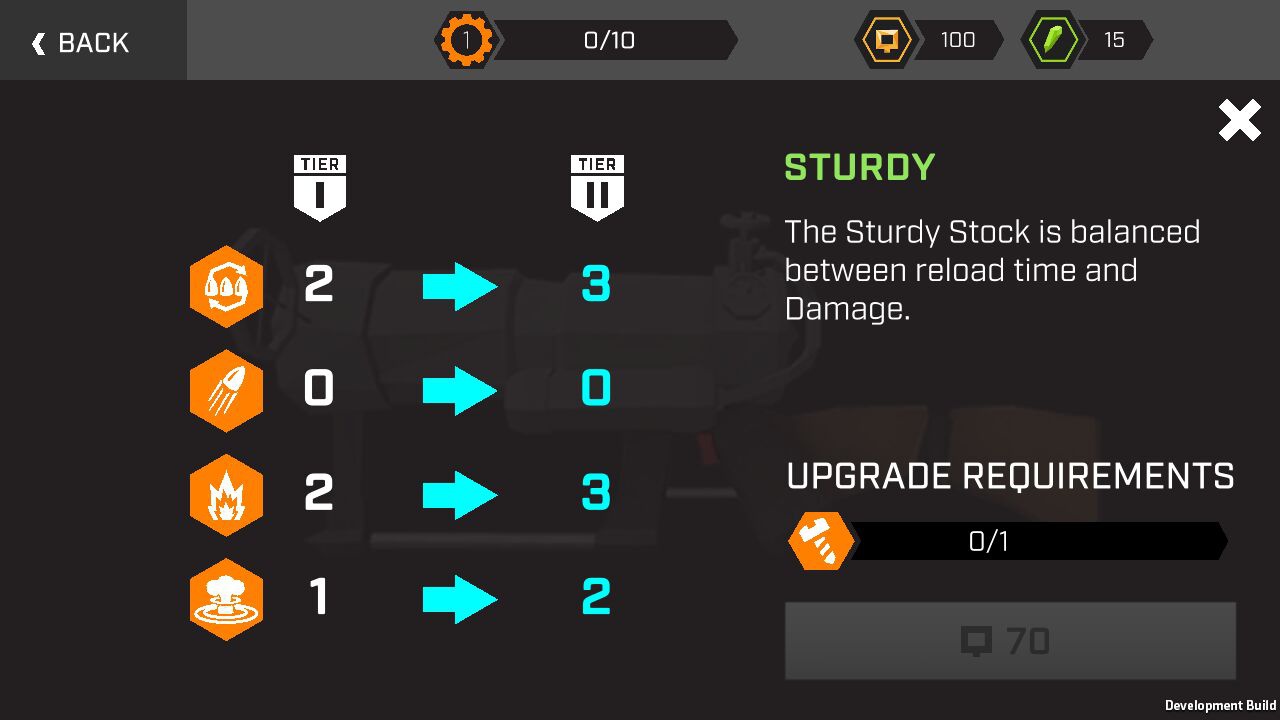 BACK
1
0/10
100
15
TIER
I
TIER
II
STURDY
The Sturdy Stock is balanced
between reload time and
Damage.
2
3
0
0
2
3
1
2
UPGRADE REQUIREMENTS
0/1
70
Development Build